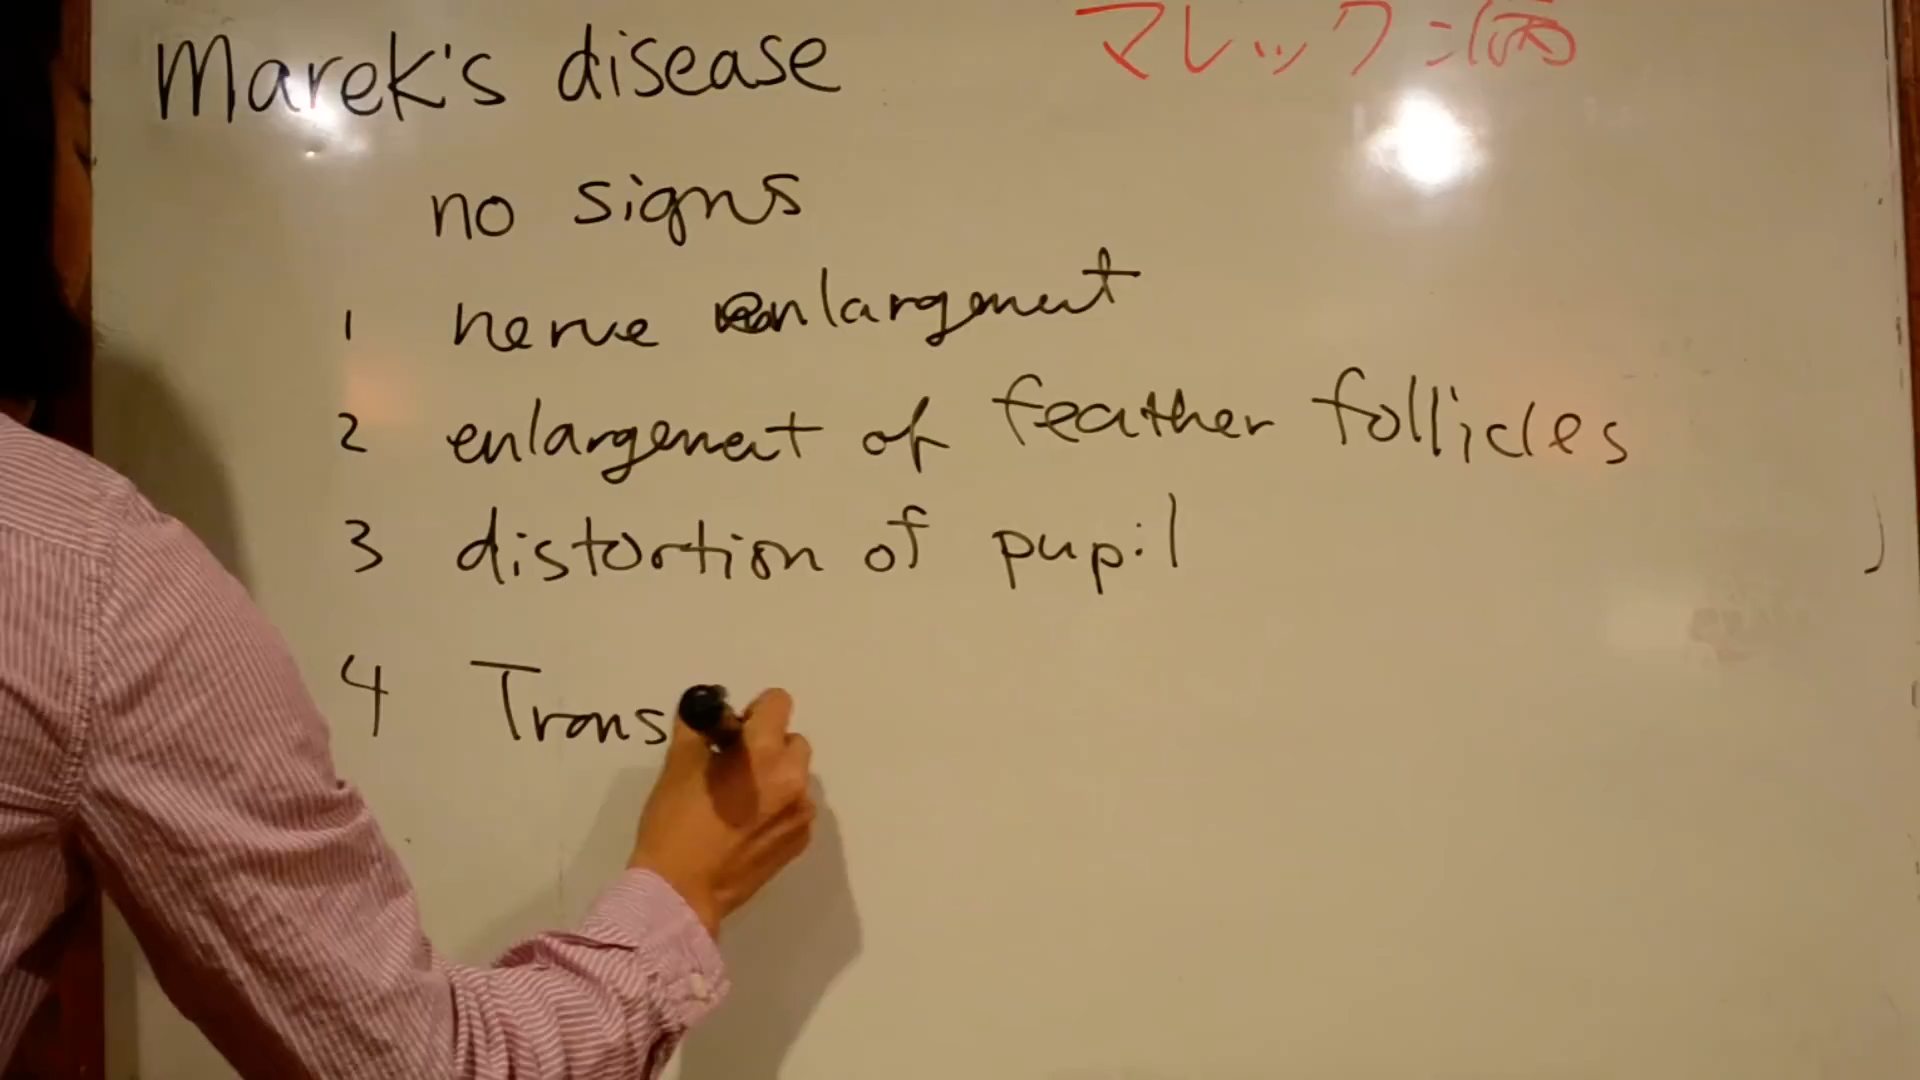 Marek's disease マレック病
no signs
1 nerve enlargement
2 enlargement of feather follicles
3 distortion of pupil
4 Trans